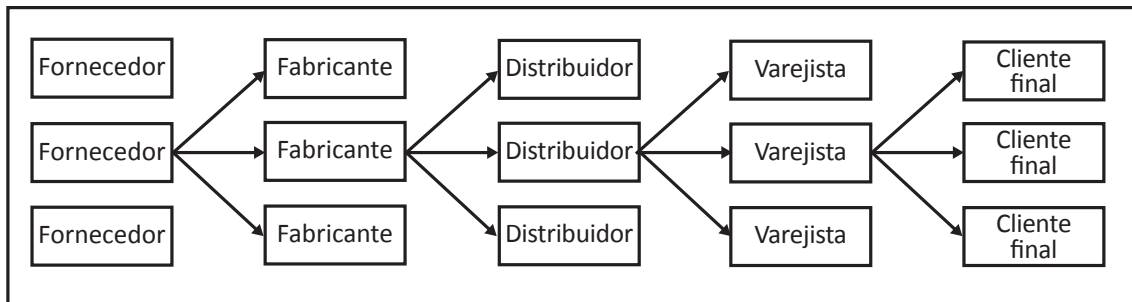 Fornecedor
Fabricante
Distribuidor
Varejista
Cliente
final
Fornecedor
Fabricante
Distribuidor
Varejista
Cliente
final
Fornecedor
Fabricante
Distribuidor
Varejista
Cliente
final